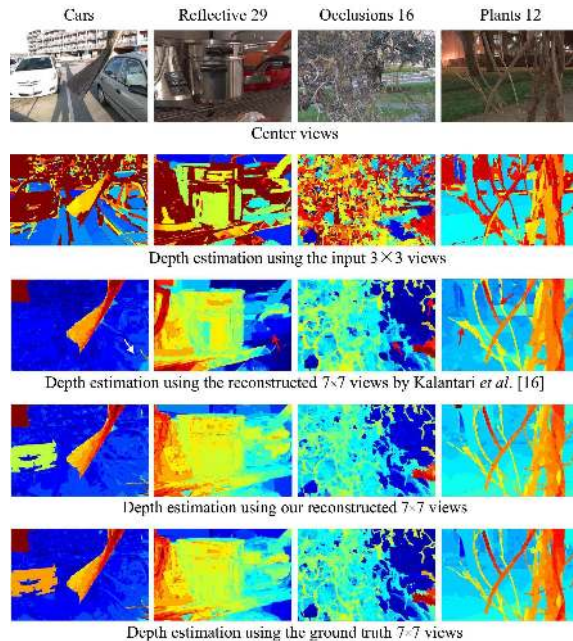 Cars Reflective 29 Occlusions 16 Plants 12
Center views
Depth estimation using the input 3×3 views
Depth estimation using the reconstructed 7×7 views by Kalantari et al. [16]
Depth estimation using our reconstructed 7×7 views
Depth estimation using the ground truth 7×7 views